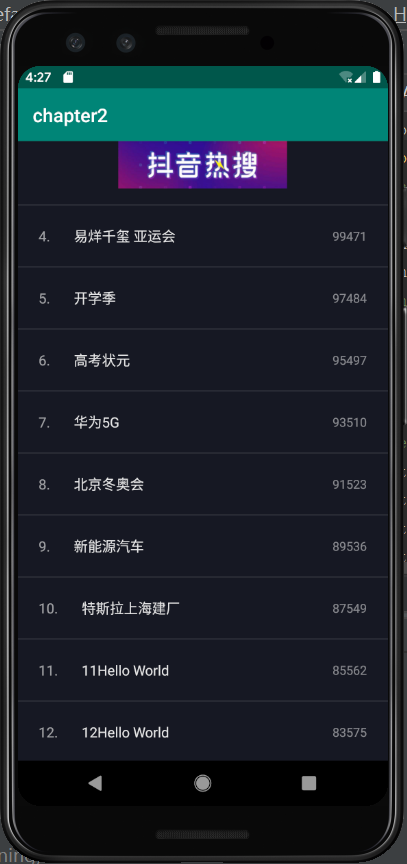 4:27
chapter2
抖音热搜
4. 易烊千玺 亚运会 99471
5. 开学季 97484
6. 高考状元 95497
7. 华为5G 93510
8. 北京冬奥会 91523
9. 新能源汽车 89536
10. 特斯拉上海建厂 87549
11. 11Hello World 85562
12. 12Hello World 83575